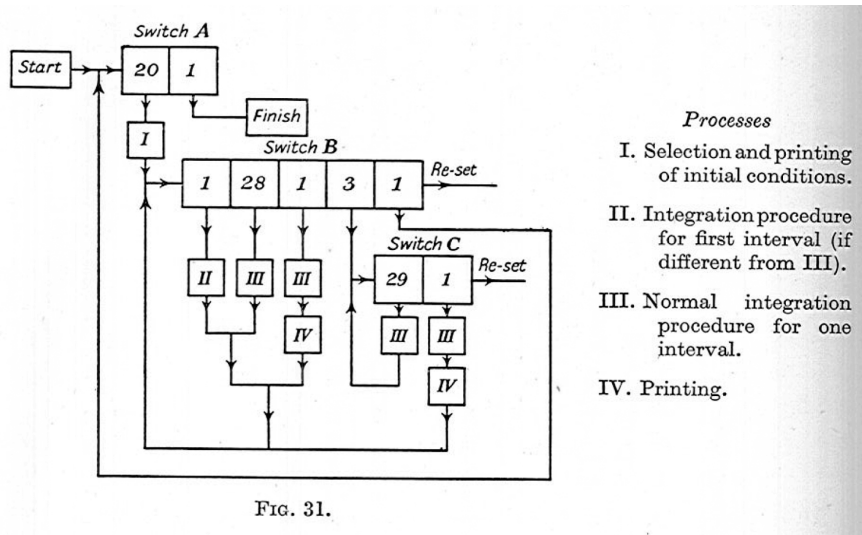 Switch A
Start
20 1
Finish
I
Switch B
1 28 1 3 1
Re-set
Switch C
II III III
29 1
Re-set
IV
III III
IV
FIG. 31.
Processes
I. Selection and printing
of initial conditions.
II. Integration procedure
for first interval (if
different from III).
III. Normal integration
procedure for one
interval.
IV. Printing.